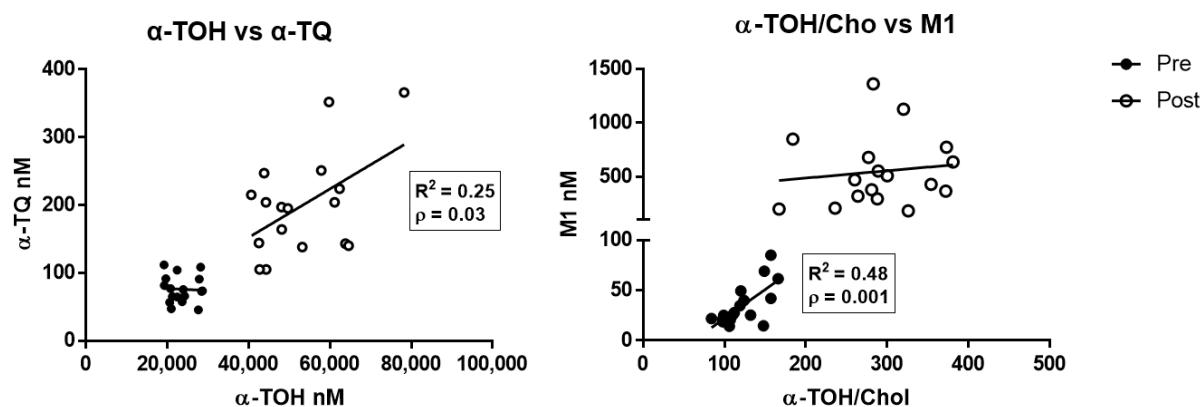 α-TOH vs α-TQ
400
300
200
100
0
α-TQ nM
R² = 0.25
ρ = 0.03
0
20,000
40,000
60,000
80,000
100,000
α-TOH nM
α-TOH/Cho vs M1
1500
1000
500
100
50
0
M1 nM
R² = 0.48
ρ = 0.001
0
100
200
300
400
500
α-TOH/Chol
Pre
Post